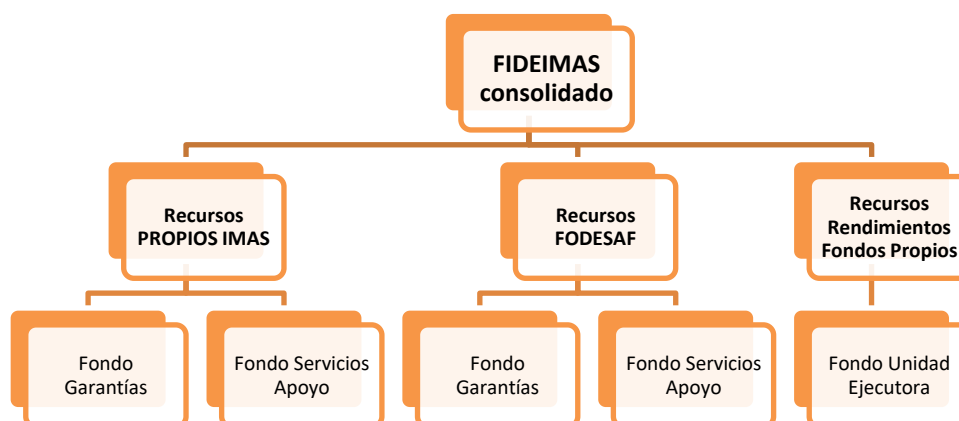 FIDEIMAS
consolidado
Recursos
PROPIOS IMAS
Recursos
FODESAF
Recursos
Rendimientos
Fondos Propios
Fondo
Garantías
Fondo Servicios
Apoyo
Fondo
Garantías
Fondo Servicios
Apoyo
Fondo Unidad
Ejecutora